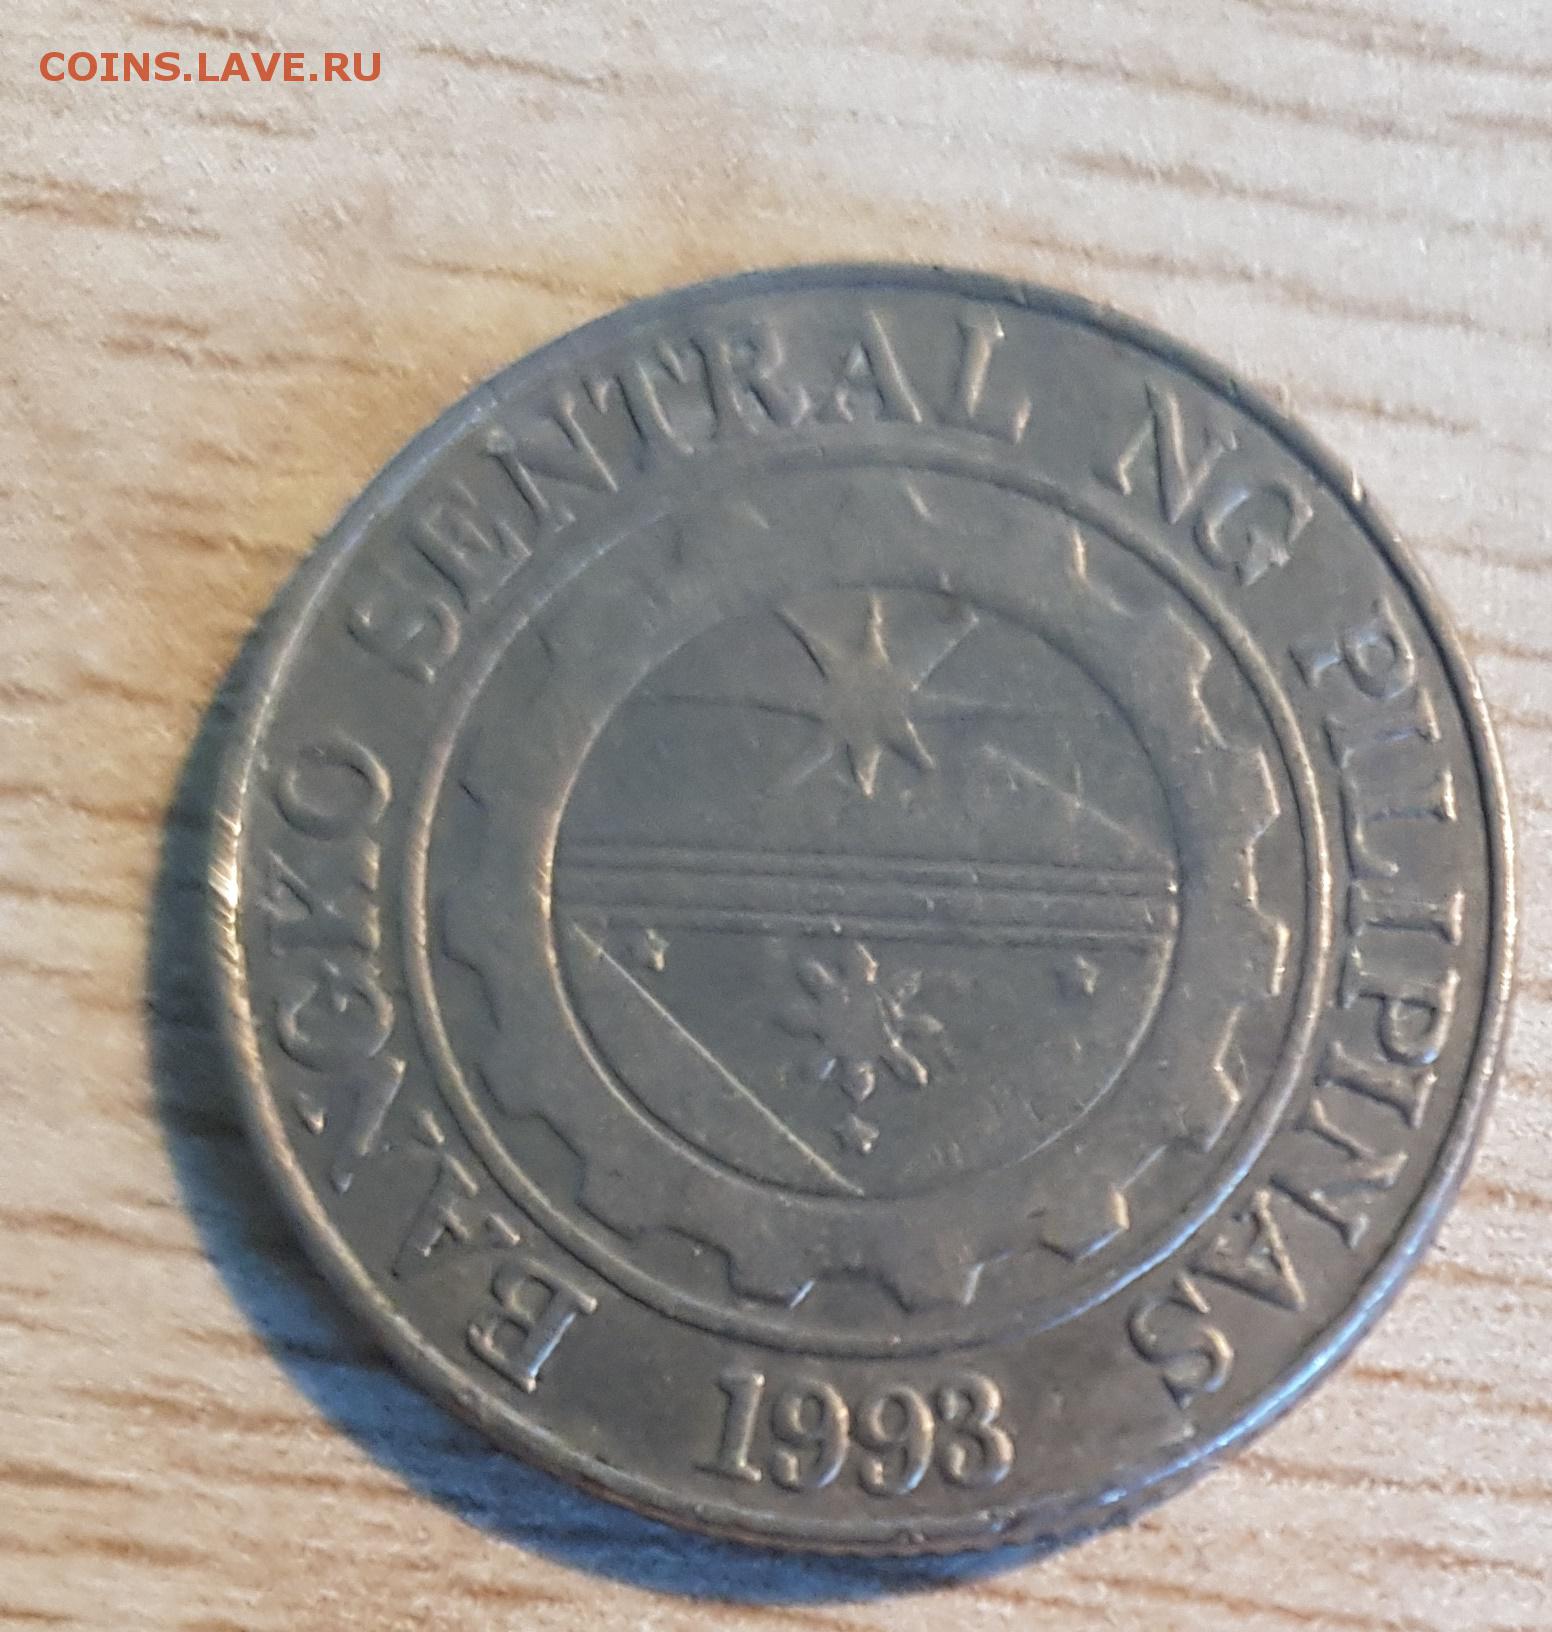 COINS.LAVE.RU
BANGKO SENTRAL NG PILIPINAS
1993